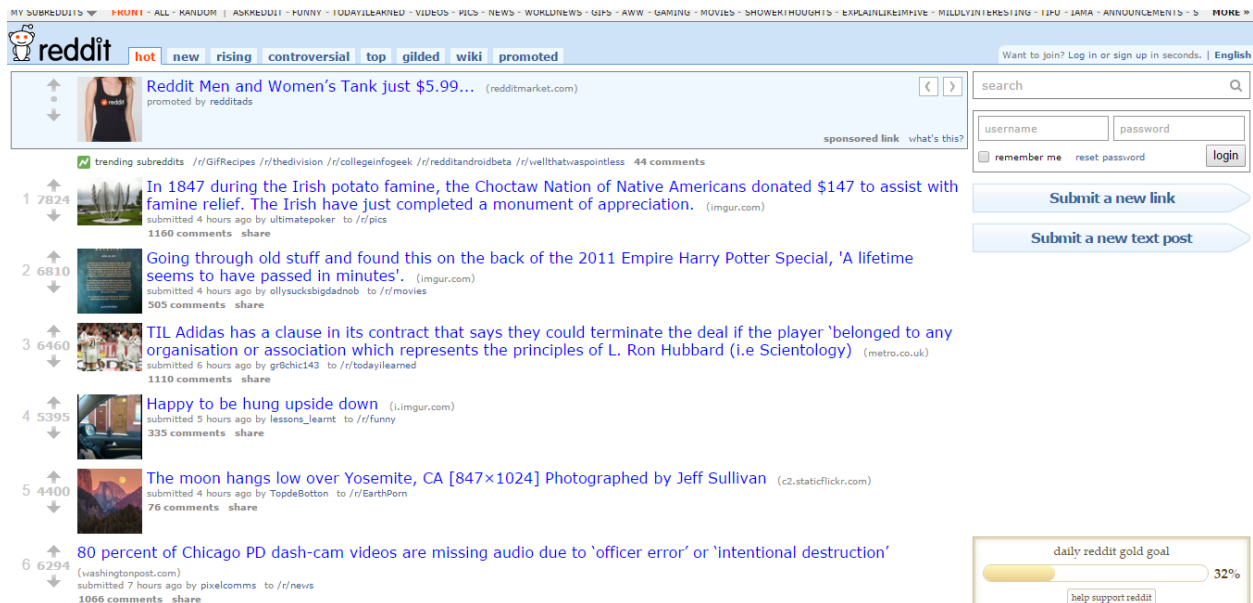 MY SUBREDDITS FRONT - ALL - RANDOM | ASKREDDIT - FUNNY - TODAYILEARNED - VIDEOS - PICS - NEWS - WORLDNEWS - GIFS - AWW - GAMING - MOVIES - SHOWERTHOUGHTS - EXPLAINLIKEIMFIVE - MILDLYINTERESTING - TIFU - IAMA - ANNOUNCEMENTS - S MORE »
reddit hot new rising controversial top gilded wiki promoted
Want to join? Log in or sign up in seconds. | English
Reddit Men and Women's Tank just $5.99... (redditmarket.com)
promoted by redditads
sponsored link what's this?
trending subreddits /r/GifRecipes /r/thedivision /r/collegeinfogeek /r/redditandroidbeta /r/wellthatwaspointless 44 comments
1 7824
In 1847 during the Irish potato famine, the Choctaw Nation of Native Americans donated $147 to assist with
famine relief. The Irish have just completed a monument of appreciation. (imgur.com)
submitted 4 hours ago by ultimatepoker to /r/pics
1160 comments share
2 6810
Going through old stuff and found this on the back of the 2011 Empire Harry Potter Special, 'A lifetime
seems to have passed in minutes'. (imgur.com)
submitted 4 hours ago by ollysucksbigdadnob to /r/movies
505 comments share
3 6460
TIL Adidas has a clause in its contract that says they could terminate the deal if the player ‘belonged to any
organisation or association which represents the principles of L. Ron Hubbard (i.e Scientology) (metro.co.uk)
submitted 6 hours ago by gr8chic143 to /r/todayilearned
1110 comments share
4 5395
Happy to be hung upside down (i.imgur.com)
submitted 5 hours ago by lessons_learnt to /r/funny
335 comments share
5 4400
The moon hangs low over Yosemite, CA [847×1024] Photographed by Jeff Sullivan (c2.staticflickr.com)
submitted 4 hours ago by TopdeBotton to /r/EarthPorn
76 comments share
6 6294
80 percent of Chicago PD dash-cam videos are missing audio due to ‘officer error’ or ‘intentional destruction’
(washingtonpost.com)
submitted 7 hours ago by pixelcomms to /r/news
1066 comments share
search
username password
remember me reset password login
Submit a new link
Submit a new text post
daily reddit gold goal
32%
help support reddit